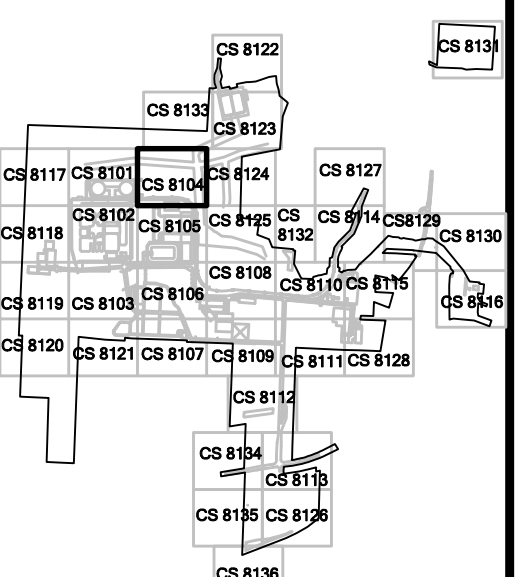 CS 8122
CS 8131
CS 8133
CS 8123
CS 8117
CS 8101
CS 8104
CS 8124
CS 8127
CS 8118
CS 8102
CS 8105
CS 8125
CS
8132
CS 8114
CS8129
CS 8130
CS 8119
CS 8103
CS 8106
CS 8108
CS 8110
CS 8115
CS 8116
CS 8120
CS 8121
CS 8107
CS 8109
CS 8111
CS 8128
CS 8112
CS 8134
CS 8113
CS 8135
CS 8126
CS 8136